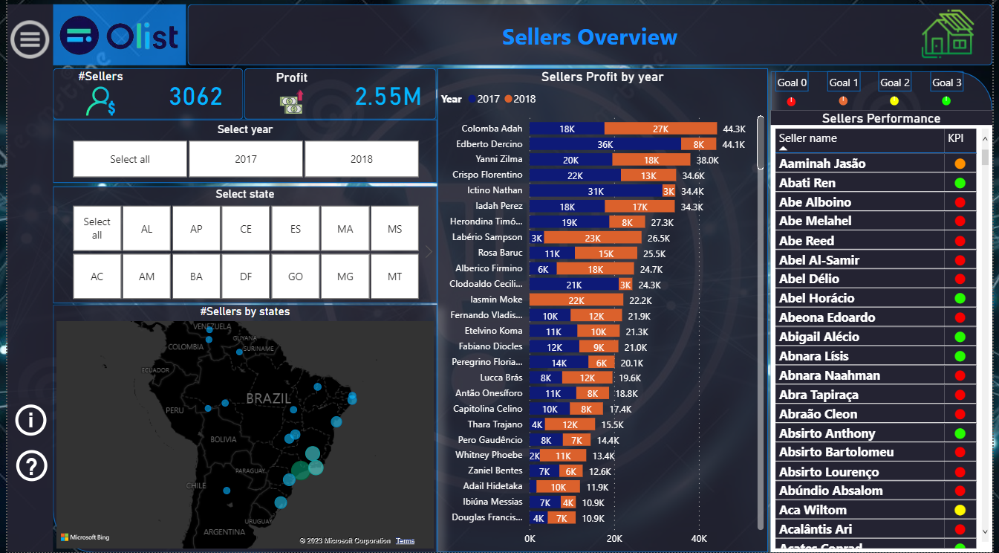 Olist
Sellers Overview
#Sellers
3062
Profit
2.55M
Select year
Select all
2017
2018
Select state
Select all
AL
AP
CE
ES
MA
MS
AC
AM
BA
DF
GO
MG
MT
#Sellers by states
VENEZUELA
GUYANA
COLOMBIA
SURINAME
ECUADOR
BRAZIL
PERU
BOLIVIA
PARAGUAY
CHILE
URUGUAY
ARGENTINA
Microsoft Bing
© 2023 Microsoft Corporation Terms
i
?
Sellers Profit by year
Year 2017 2018
Colomba Adah 18K 27K 44.3K
Edberto Dercino 36K 8K 44.1K
Yanni Zilma 20K 18K 38.0K
Crispo Florentino 22K 13K 34.6K
Ictino Nathan 31K 3K 34.4K
Iadah Perez 18K 17K 34.3K
Herondina Timó... 19K 8K 27.3K
Labério Sampson 3K 23K 26.5K
Rosa Baruc 11K 15K 25.5K
Alberico Firmino 6K 18K 24.7K
Clodoaldo Cecili... 21K 3K 24.3K
Iasmin Moke 22K 22.2K
Fernando Vladis... 10K 12K 21.9K
Etelvino Koma 11K 10K 21.3K
Fabiano Diocles 12K 9K 21.0K
Peregrino Floria... 14K 6K 20.1K
Lucca Brás 8K 12K 19.6K
Antão Onesíforo 11K 8K 18.8K
Capitolina Celino 10K 8K 17.4K
Thara Trajano 4K 12K 15.5K
Pero Gaudêncio 8K 7K 14.4K
Whitney Phoebe 2K 11K 13.4K
Zaniel Bentes 7K 6K 12.6K
Adail Hidetaka 10K 11.9K
Ibiúna Messias 7K 4K 10.9K
Douglas Francis... 4K 7K 10.9K
0K 20K 40K
Goal 0 Goal 1 Goal 2 Goal 3
Sellers Performance
Seller name KPI
Aaminah Jasão
Abati Ren
Abe Alboino
Abe Melahel
Abe Reed
Abel Al-Samir
Abel Délio
Abel Horácio
Abeona Edoardo
Abigail Alécio
Abnara Lísis
Abnara Naahman
Abra Tapiraça
Abraão Cleon
Absirto Anthony
Absirto Bartolomeu
Absirto Lourenço
Abúndio Absalom
Aca Wiltom
Acalântis Ari